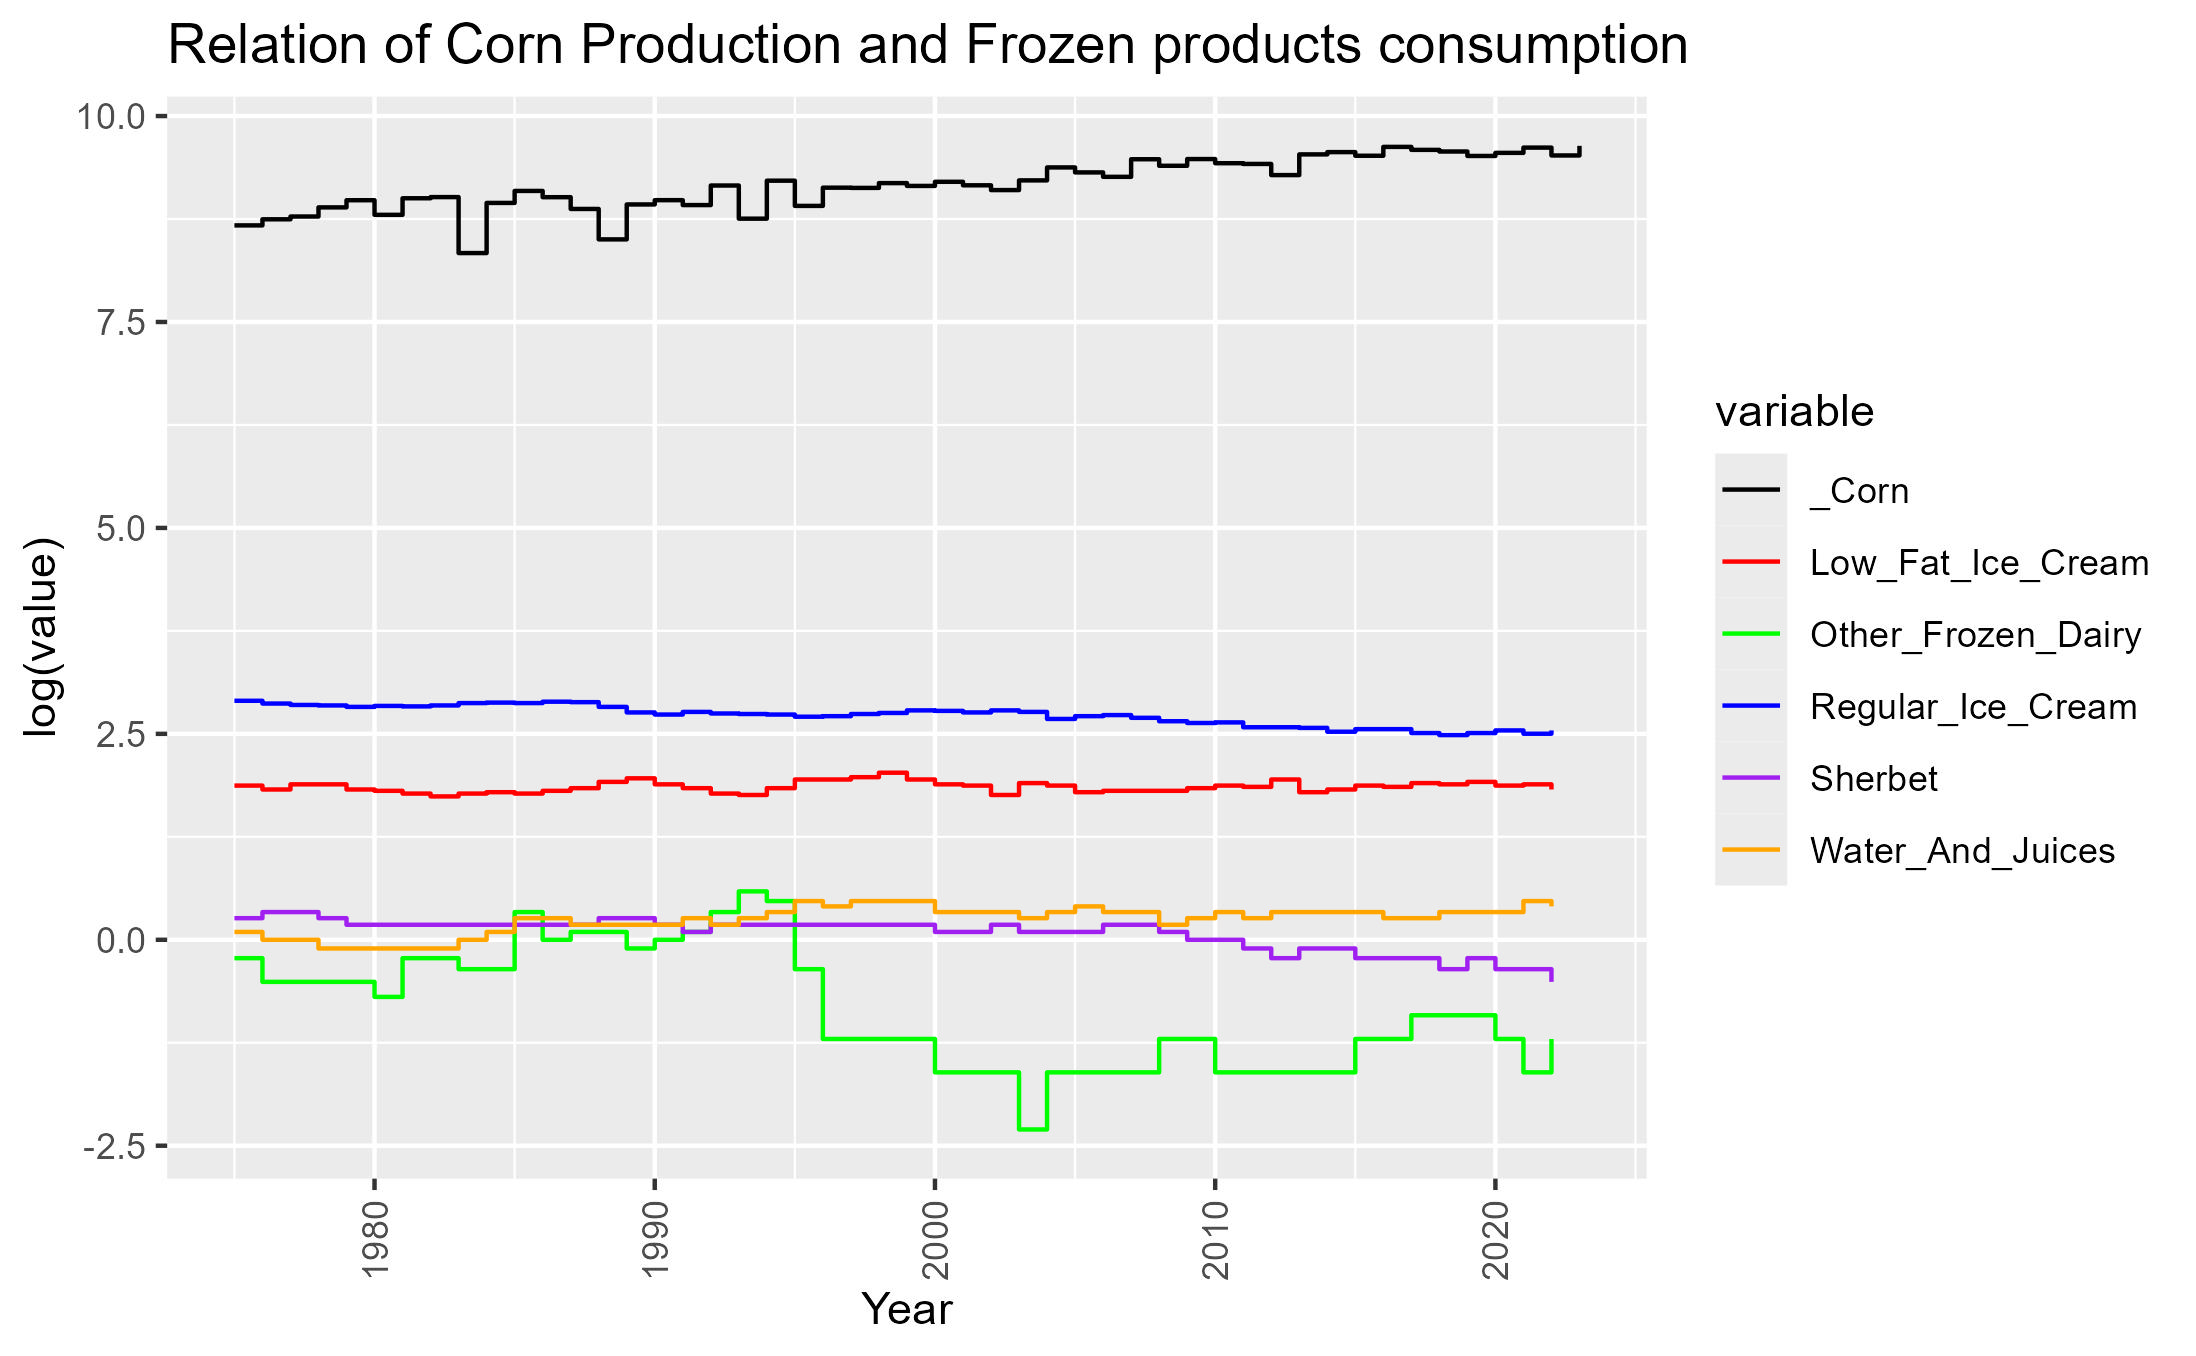 Relation of Corn Production and Frozen products consumption
10.0
7.5
5.0
2.5
0.0
-2.5
log(value)
1980
1990
2000
2010
2020
Year
variable
_Corn
Low_Fat_Ice_Cream
Other_Frozen_Dairy
Regular_Ice_Cream
Sherbet
Water_And_Juices